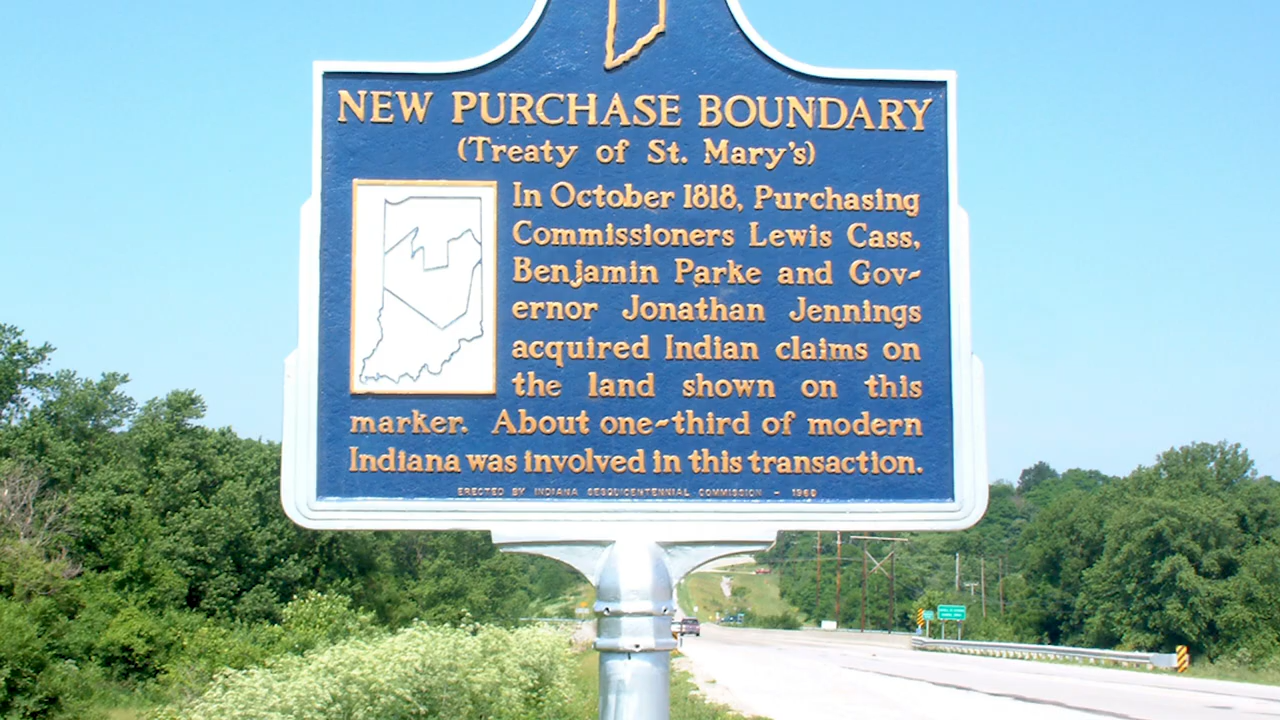 NEW PURCHASE BOUNDARY
(Treaty of St. Mary's)
In October 1818, Purchasing
Commissioners Lewis Cass,
Benjamin Parke and Gov-
ernor Jonathan Jennings
acquired Indian claims on
the land shown on this
marker. About one-third of modern
Indiana was involved in this transaction.
ERECTED BY INDIANA SESQUICENTENNIAL COMMISSION - 1966